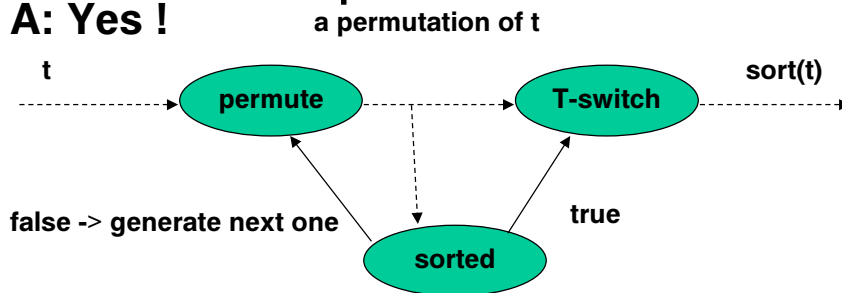 A: Yes !
a permutation of t
t
sort(t)
permute
T-switch
false -> generate next one
true
sorted